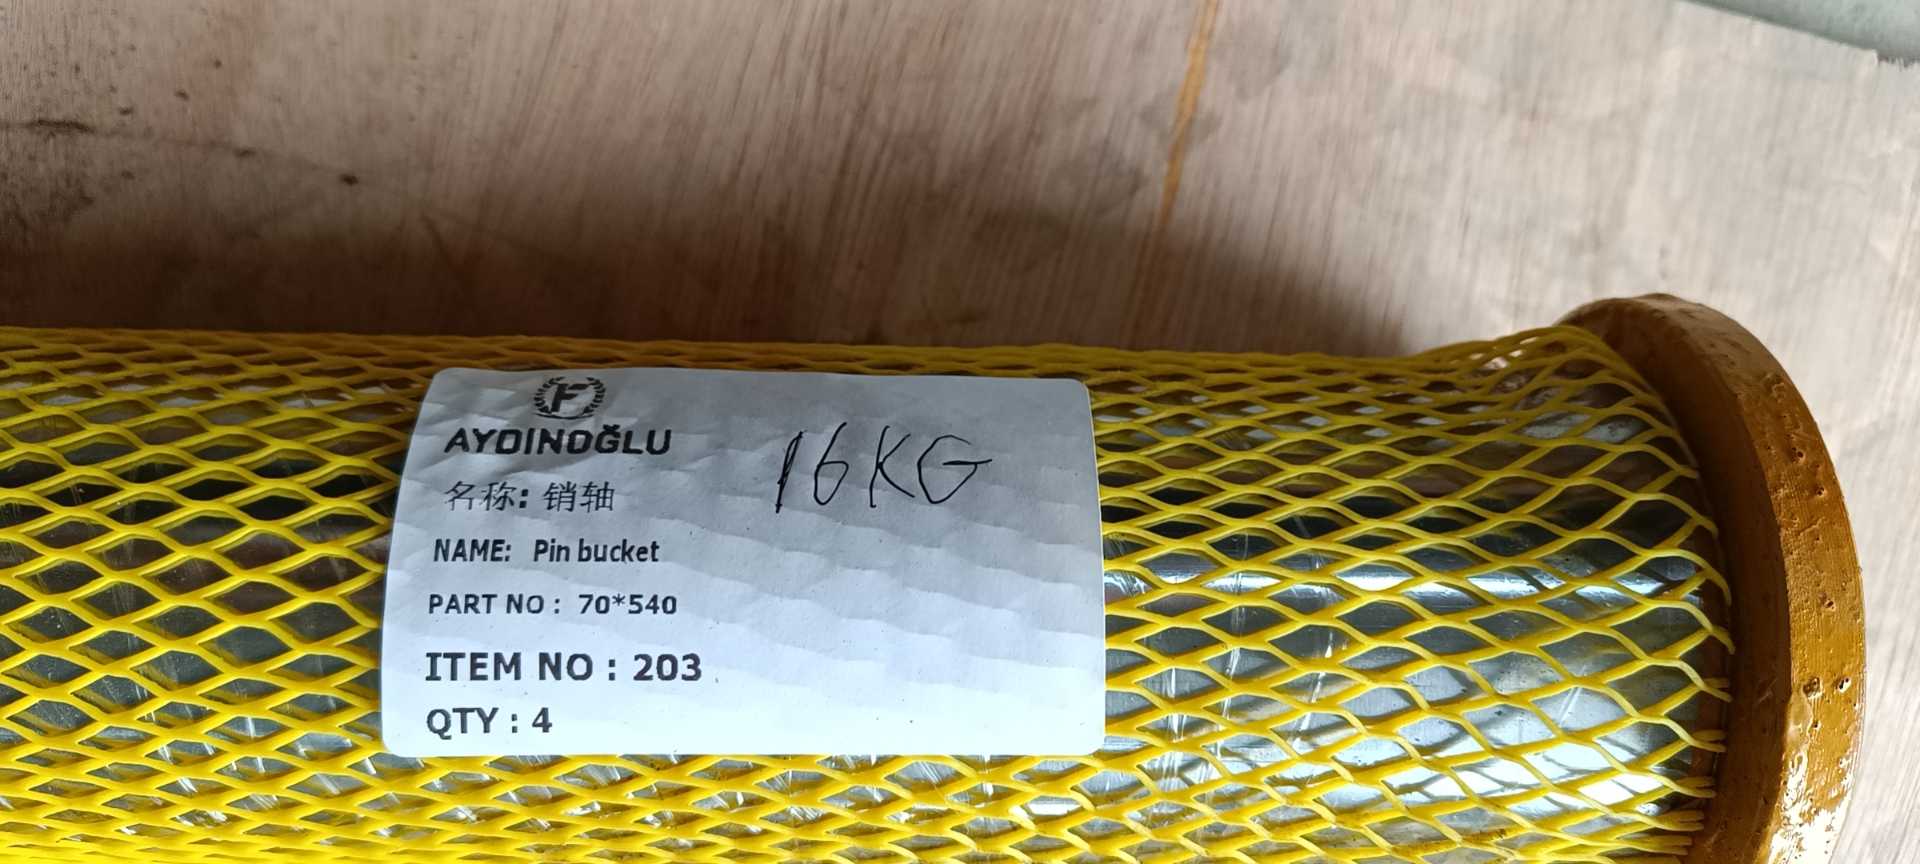 F
AYDINOĞLU
16KG
名称: 销轴
NAME: Pin bucket
PART NO : 70*540
ITEM NO : 203
QTY : 4